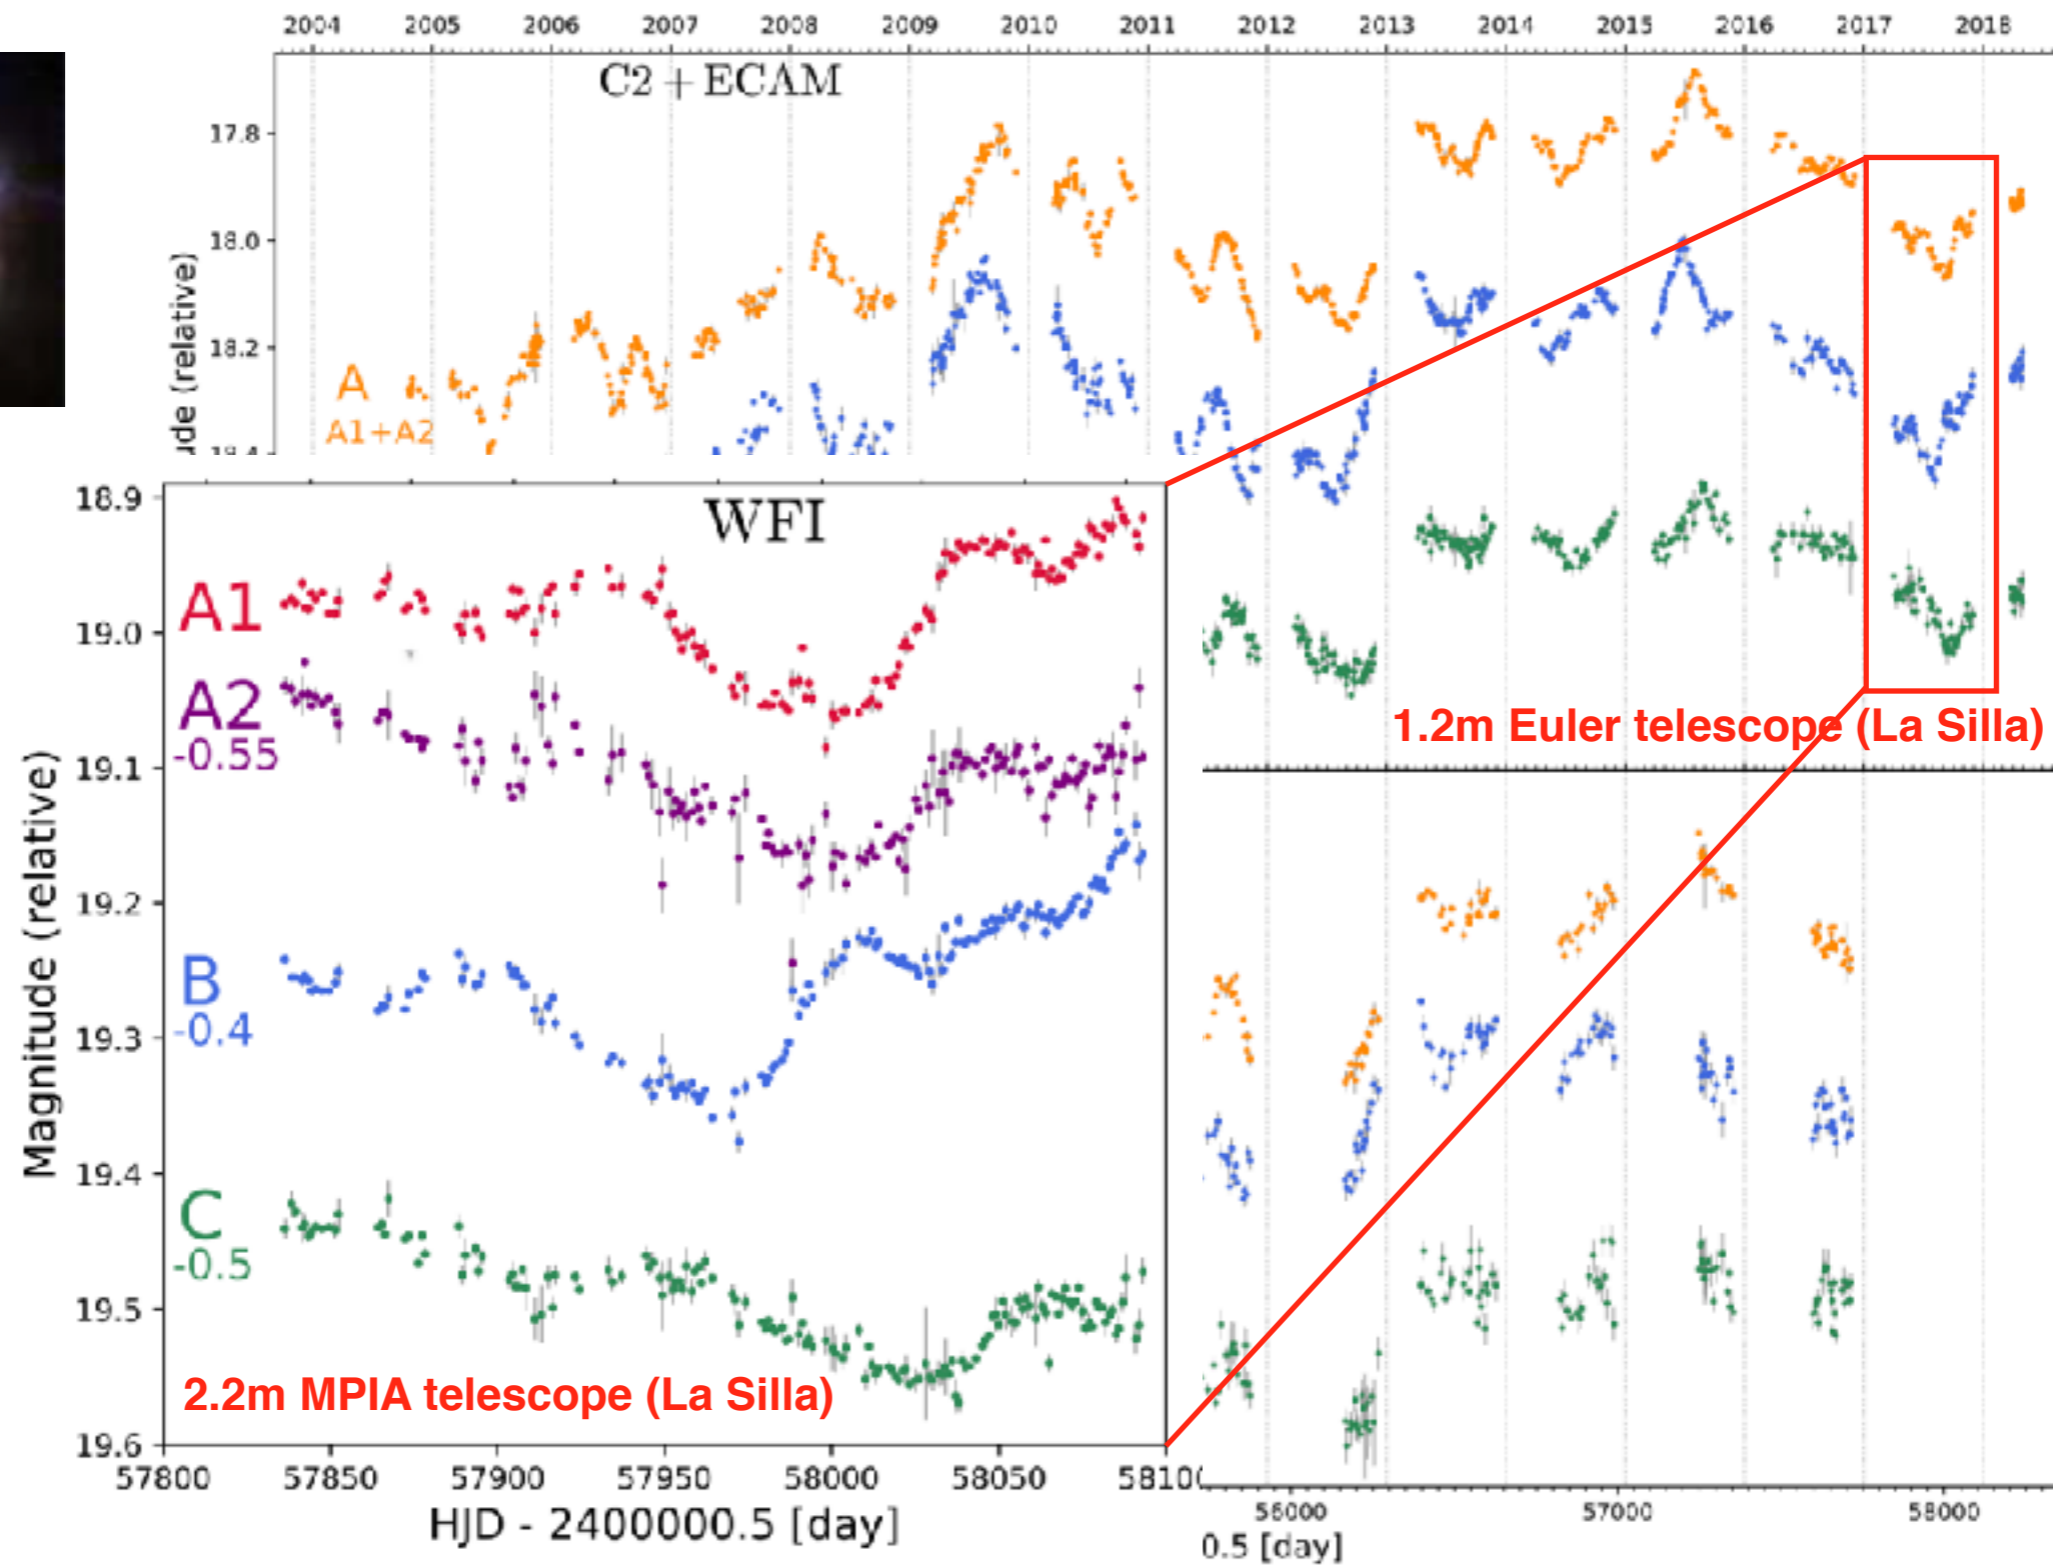 2004 2005 2006 2007 2008 2009 2010 2011 2012 2013 2014 2015 2016 2017 2018
C2 + ECAM
17.8
18.0
18.2
(relative)
A
A1+A2
18.9
19.0
19.1
19.2
19.3
19.4
19.5
19.6
Magnitude (relative)
WFI
A1
A2
-0.55
B
-0.4
C
-0.5
2.2m MPIA telescope (La Silla)
57800 57850 57900 57950 58000 58050
HJD - 2400000.5 [day]
1.2m Euler telescope (La Silla)
56000 57000 58000
0.5 [day]